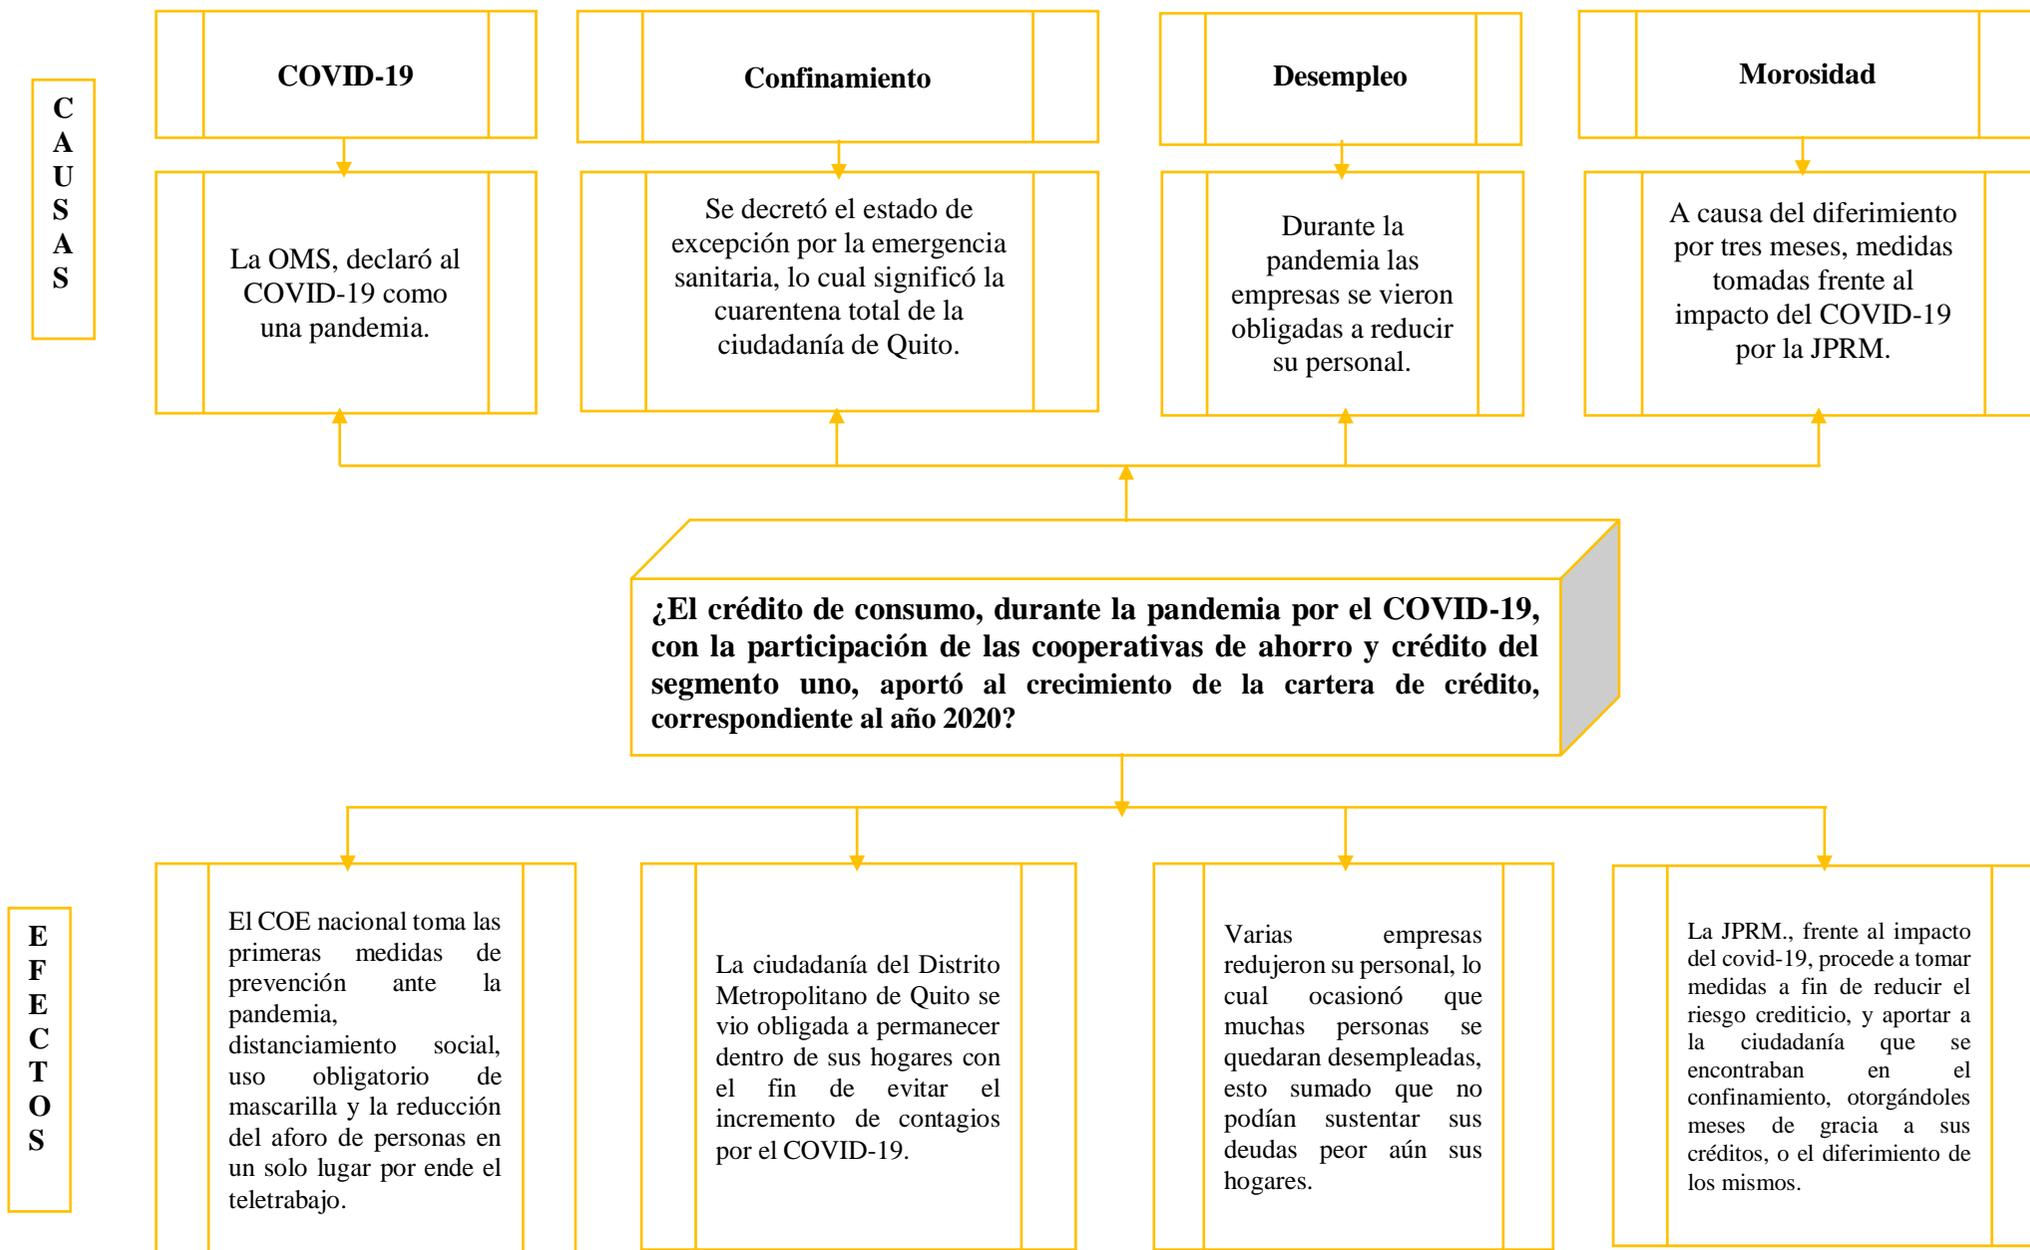 C
A
U
S
A
S
COVID-19
La OMS, declaró al
COVID-19 como
una pandemia.
Confinamiento
Se decretó el estado de
excepción por la emergencia
sanitaria, lo cual significó la
cuarentena total de la
ciudadanía de Quito.
Desempleo
Durante la
pandemia las
empresas se vieron
obligadas a reducir
su personal.
Morosidad
A causa del diferimiento
por tres meses, medidas
tomadas frente al
impacto del COVID-19
por la JPRM.
¿El crédito de consumo, durante la pandemia por el COVID-19,
con la participación de las cooperativas de ahorro y crédito del
segmento uno, aportó al crecimiento de la cartera de crédito,
correspondiente al año 2020?
E
F
E
C
T
O
S
El COE nacional toma las
primeras medidas de
prevención ante la
pandemia,
distanciamiento social,
uso obligatorio de
mascarilla y la reducción
del aforo de personas en
un solo lugar por ende el
teletrabajo.
La ciudadanía del Distrito
Metropolitano de Quito se
vio obligada a permanecer
dentro de sus hogares con
el fin de evitar el
incremento de contagios
por el COVID-19.
Varias empresas
redujeron su personal, lo
cual ocasionó que
muchas personas se
quedaran desempleadas,
esto sumado que no
podían sustentar sus
deudas peor aún sus
hogares.
La JPRM., frente al impacto
del covid-19, procede a tomar
medidas a fin de reducir el
riesgo crediticio, y aportar a
la ciudadanía que se
encontraban en el
confinamiento, otorgándoles
meses de gracia a sus
créditos, o el diferimiento de
los mismos.